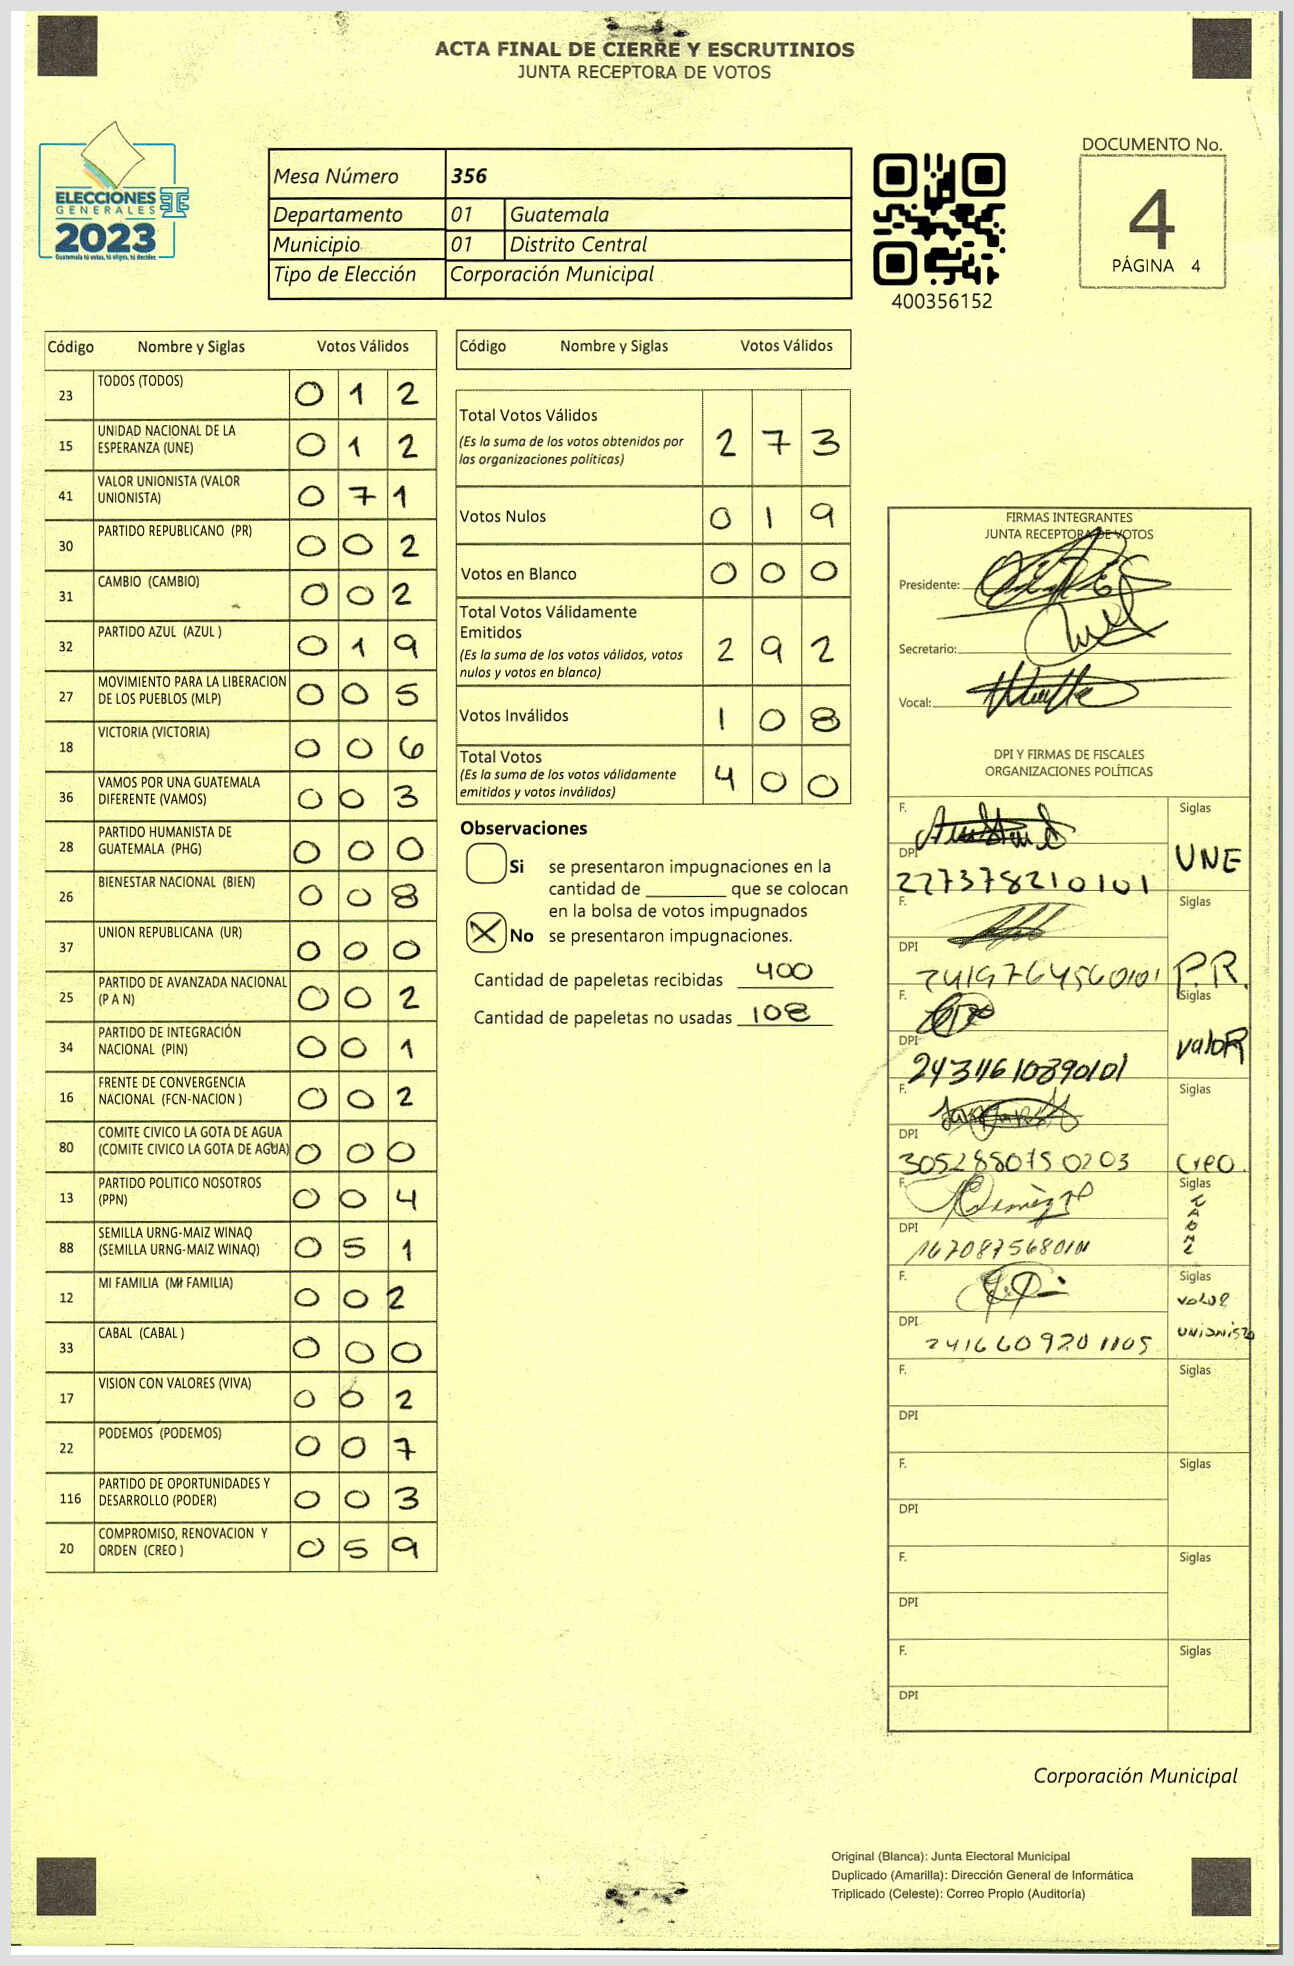 ACTA FINAL DE CIERRE Y ESCRUTINIOS
JUNTA RECEPTORA DE VOTOS
ELECCIONES
GENERALES
2023
Guatemala tú votas, tú eliges, tú decides
Mesa Número 356
Departamento 01 Guatemala
Municipio 01 Distrito Central
Tipo de Elección Corporación Municipal
400356152
DOCUMENTO No.
4
PÁGINA 4
Código Nombre y Siglas Votos Válidos
23 TODOS (TODOS) 0 1 2
15 UNIDAD NACIONAL DE LA
ESPERANZA (UNE) 0 1 2
41 VALOR UNIONISTA (VALOR
UNIONISTA) 0 7 1
30 PARTIDO REPUBLICANO (PR) 0 0 2
31 CAMBIO (CAMBIO) 0 0 2
32 PARTIDO AZUL (AZUL ) 0 1 9
27 MOVIMIENTO PARA LA LIBERACION
DE LOS PUEBLOS (MLP) 0 0 5
18 VICTORIA (VICTORIA) 0 0 6
36 VAMOS POR UNA GUATEMALA
DIFERENTE (VAMOS) 0 0 3
28 PARTIDO HUMANISTA DE
GUATEMALA (PHG) 0 0 0
26 BIENESTAR NACIONAL (BIEN) 0 0 8
37 UNION REPUBLICANA (UR) 0 0 0
25 PARTIDO DE AVANZADA NACIONAL
(P A N) 0 0 2
34 PARTIDO DE INTEGRACIÓN
NACIONAL (PIN) 0 0 1
16 FRENTE DE CONVERGENCIA
NACIONAL (FCN-NACION ) 0 0 2
80 COMITE CIVICO LA GOTA DE AGUA
(COMITE CIVICO LA GOTA DE AGUA) 0 0 0
13 PARTIDO POLITICO NOSOTROS
(PPN) 0 0 4
88 SEMILLA URNG-MAIZ WINAQ
(SEMILLA URNG-MAIZ WINAQ) 0 5 1
12 MI FAMILIA (MI FAMILIA) 0 0 2
33 CABAL (CABAL ) 0 0 0
17 VISION CON VALORES (VIVA) 0 0 2
22 PODEMOS (PODEMOS) 0 0 7
116 PARTIDO DE OPORTUNIDADES Y
DESARROLLO (PODER) 0 0 3
20 COMPROMISO, RENOVACION Y
ORDEN (CREO ) 0 5 9
Código Nombre y Siglas Votos Válidos
Total Votos Válidos
(Es la suma de los votos obtenidos por
las organizaciones políticas) 2 7 3
Votos Nulos 0 1 9
Votos en Blanco 0 0 0
Total Votos Válidamente
Emitidos
(Es la suma de los votos válidos, votos
nulos y votos en blanco) 2 9 2
Votos Inválidos 1 0 8
Total Votos
(Es la suma de los votos válidamente
emitidos y votos inválidos) 4 0 0
Observaciones
Si se presentaron impugnaciones en la
cantidad de ________ que se colocan
en la bolsa de votos impugnados
X No se presentaron impugnaciones.
Cantidad de papeletas recibidas 400
Cantidad de papeletas no usadas 108
FIRMAS INTEGRANTES
JUNTA RECEPTORA DE VOTOS
Presidente:
Secretario:
Vocal:
DPI Y FIRMAS DE FISCALES
ORGANIZACIONES POLÍTICAS
F. Siglas
DPI UNE
227378210101
F. Siglas
DPI P.R.
2419764560101
F. Siglas
DPI valoR
24311610890101
F. Siglas
DPI
3052880750203 Creo.
F. Siglas
DPI
F. Siglas
valor
DPI unionista
2416609201105
F. Siglas
DPI
F. Siglas
DPI
F. Siglas
DPI
F. Siglas
DPI
Corporación Municipal
Original (Blanca): Junta Electoral Municipal
Duplicado (Amarilla): Dirección General de Informática
Triplicado (Celeste): Correo Proplo (Auditoría)